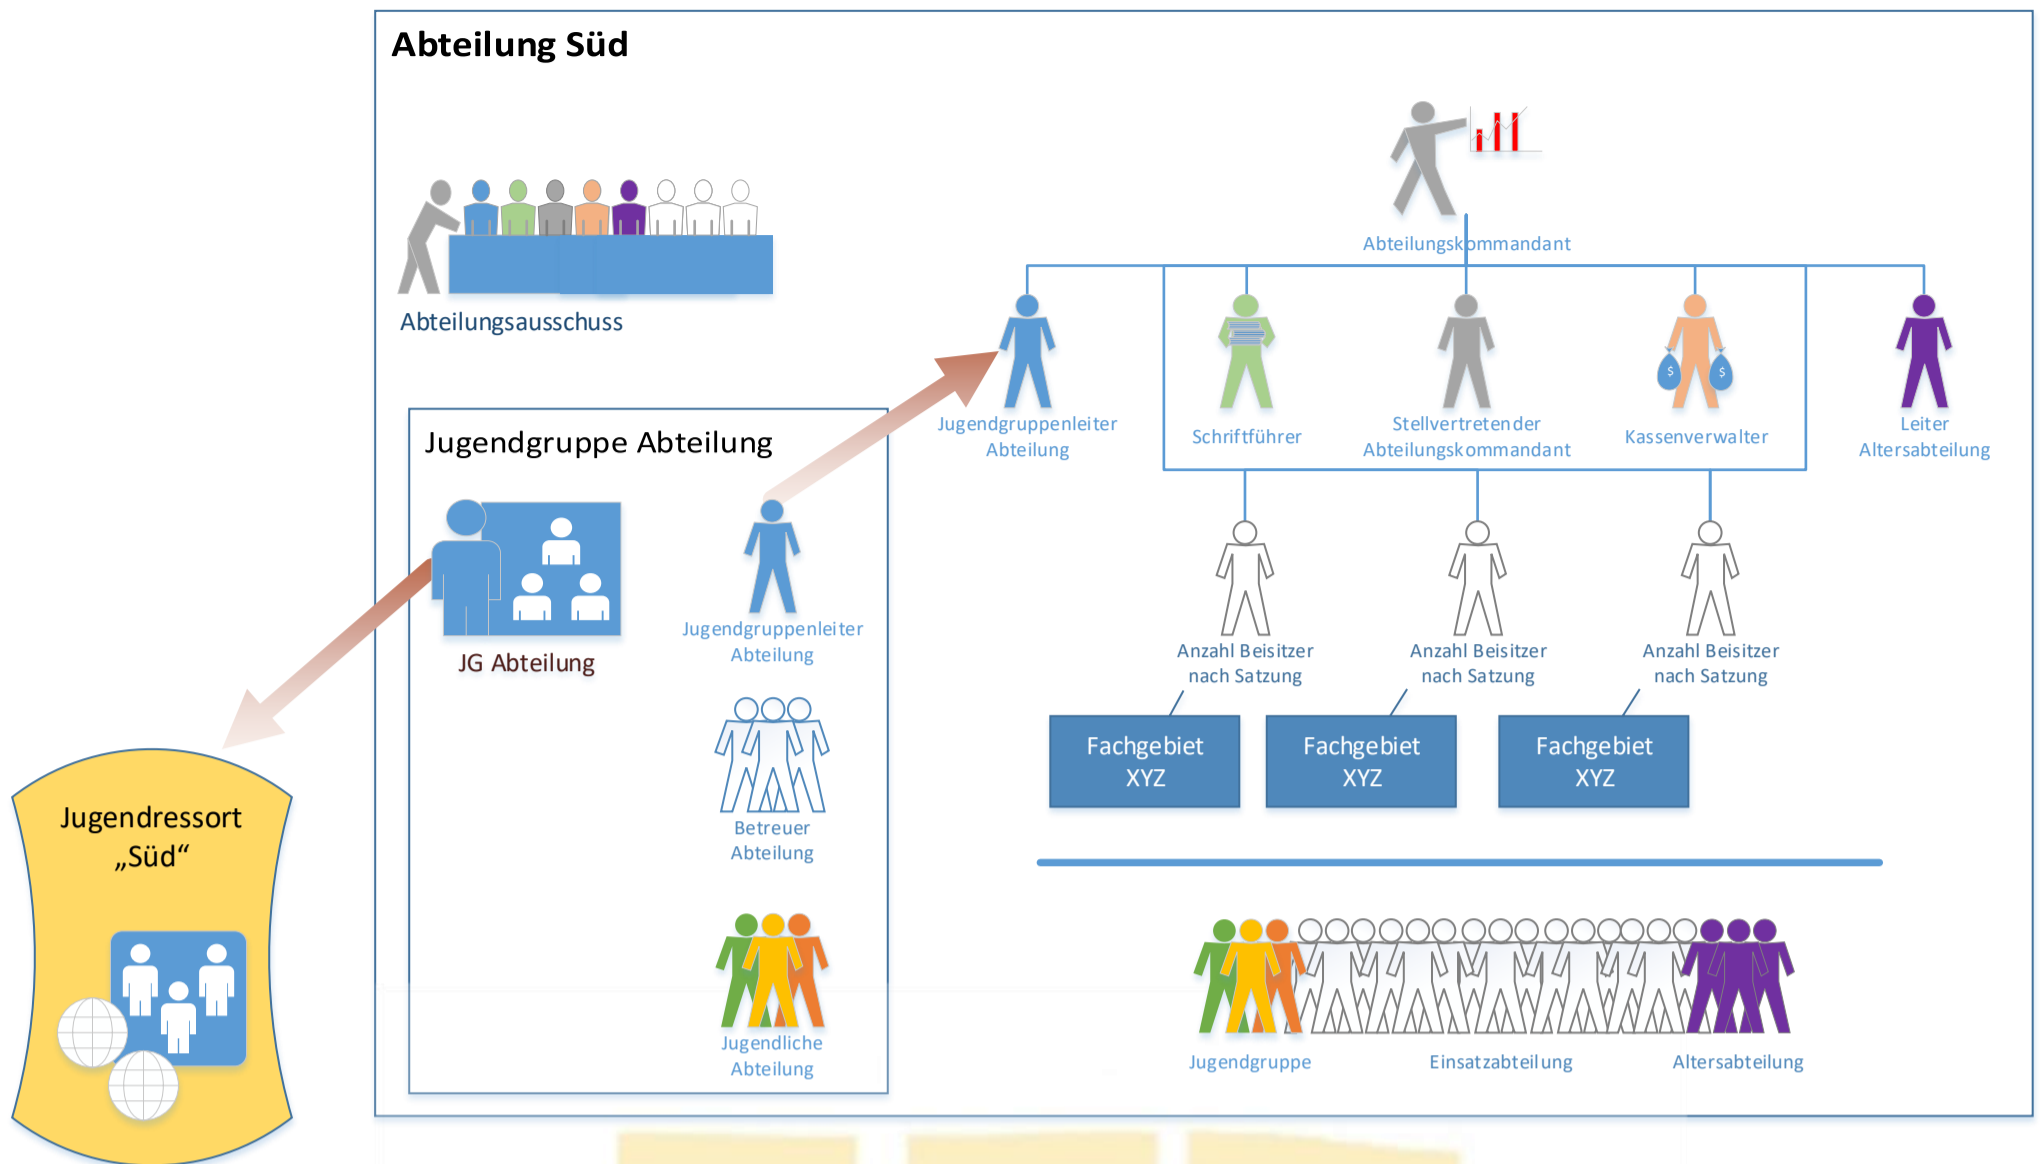 Abteilung Süd
Abteilungskommandant
Abteilungsausschuss
Jugendgruppenleiter
Abteilung
Schriftführer
Stellvertretender
Abteilungskommandant
$
$
Kassenverwalter
Leiter
Altersabteilung
Jugendgruppe Abteilung
JG Abteilung
Jugendgruppenleiter
Abteilung
Betreuer
Abteilung
Jugendliche
Abteilung
Anzahl Beisitzer
nach Satzung
Anzahl Beisitzer
nach Satzung
Anzahl Beisitzer
nach Satzung
Fachgebiet
XYZ
Fachgebiet
XYZ
Fachgebiet
XYZ
Jugendgruppe
Einsatzabteilung
Altersabteilung
Jugendressort
„Süd“